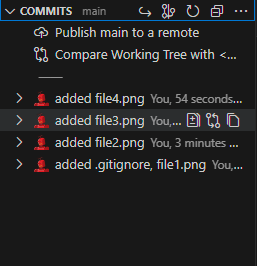 COMMITS main
Publish main to a remote
Compare Working Tree with <...
added file4.png You, 54 seconds...
added file3.png You,...
added file2.png You, 3 minutes ...
added .gitignore, file1.png You,...